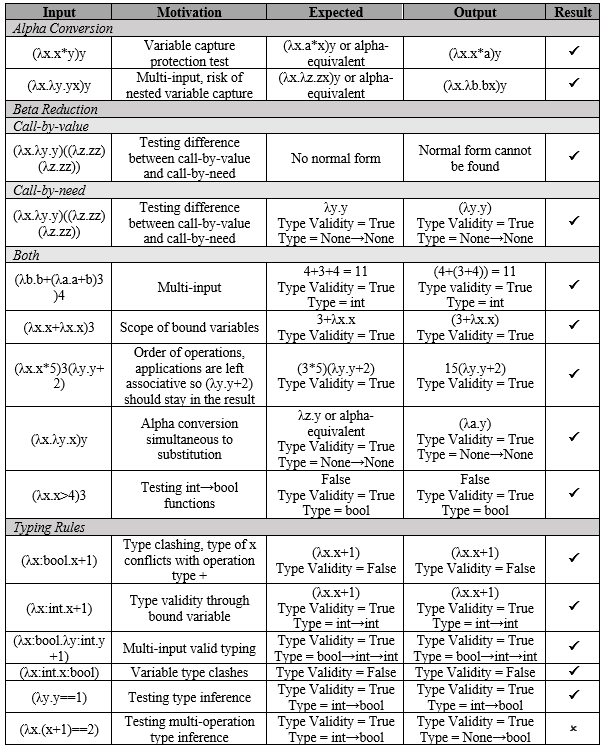 Input Motivation Expected Output Result
Alpha Conversion
(λx.x*y)y Variable capture protection test (λx.a*x)y or alpha-equivalent (λx.x*a)y ✓
(λx.λy.yx)y Multi-input, risk of nested variable capture (λx.λz.zx)y or alpha-equivalent (λx.λb.bx)y ✓
Beta Reduction
Call-by-value
(λx.λy.y)((λz.zz)(λz.zz)) Testing difference between call-by-value and call-by-need No normal form Normal form cannot be found ✓
Call-by-need
(λx.λy.y)((λz.zz)(λz.zz)) Testing difference between call-by-value and call-by-need λy.y Type Validity = True Type = None→None (λy.y) Type Validity = True Type = None→None ✓
Both
(λb.b+(λa.a+b)3)4 Multi-input 4+3+4 = 11 Type Validity = True Type = int (4+(3+4)) = 11 Type validity = True Type = int ✓
(λx.x+λx.x)3 Scope of bound variables 3+λx.x Type Validity = True (3+λx.x) Type Validity = True ✓
(λx.x*5)3(λy.y+2) Order of operations, applications are left associative so (λy.y+2) should stay in the result (3*5)(λy.y+2) Type Validity = True 15(λy.y+2) Type Validity = True ✓
(λx.λy.x)y Alpha conversion simultaneous to substitution λz.y or alpha-equivalent Type Validity = True Type = None→None (λa.y) Type Validity = True Type = None→None ✓
(λx.x>4)3 Testing int→bool functions False Type Validity = True Type = bool False Type Validity = True Type = bool ✓
Typing Rules
(λx:bool.x+1) Type clashing, type of x conflicts with operation type + (λx.x+1) Type Validity = False (λx.x+1) Type Validity = False ✓
(λx:int.x+1) Type validity through bound variable (λx.x+1) Type Validity = True Type = int→int (λx.x+1) Type Validity = True Type = int→int ✓
(λx:bool.λy:int.y+1) Multi-input valid typing Type Validity = True Type = bool→int→int Type Validity = True Type = bool→int→int ✓
(λx:int.x:bool) Variable type clashes Type Validity = False Type Validity = False ✓
(λy.y==1) Testing type inference Type Validity = True Type = int→bool Type Validity = True Type = int→bool ✓
(λx.(x+1)==2) Testing multi-operation type inference Type Validity = True Type = int→bool Type Validity = True Type = None→bool ×